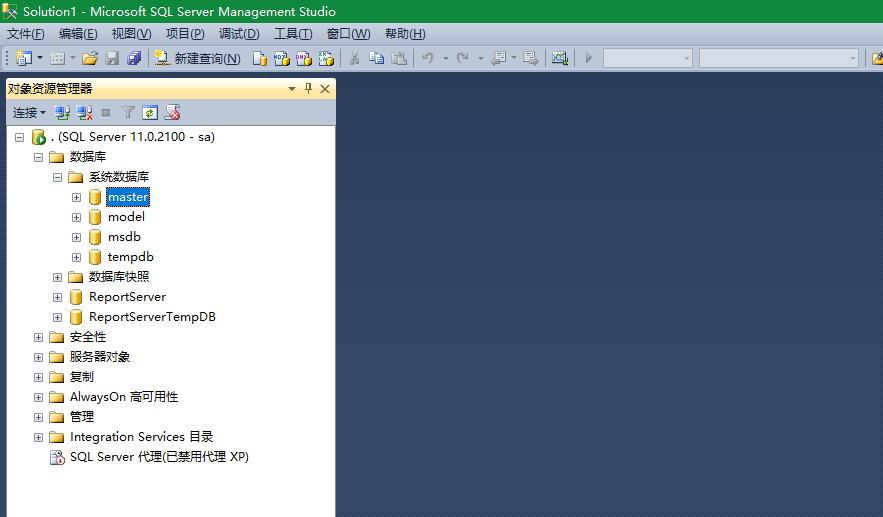 Solution1 - Microsoft SQL Server Management Studio
文件(F) 编辑(E) 视图(V) 项目(P) 调试(D) 工具(T) 窗口(W) 帮助(H)
新建查询(N)
对象资源管理器
连接
. (SQL Server 11.0.2100 - sa)
数据库
系统数据库
master
model
msdb
tempdb
数据库快照
ReportServer
ReportServerTempDB
安全性
服务器对象
复制
AlwaysOn 高可用性
管理
Integration Services 目录
SQL Server 代理(已禁用代理 XP)